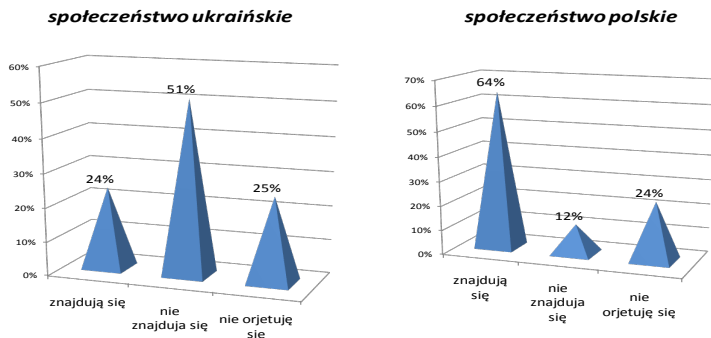 społeczeństwo ukraińskie
60%
50%
40%
30%
20%
10%
0%
24%
51%
25%
znajdują się
nie
znajduja się
nie orjetuję
się
społeczeństwo polskie
70%
60%
50%
40%
30%
20%
10%
0%
64%
12%
24%
znajdują
się
nie
znajduja
się
nie
orjetuję się